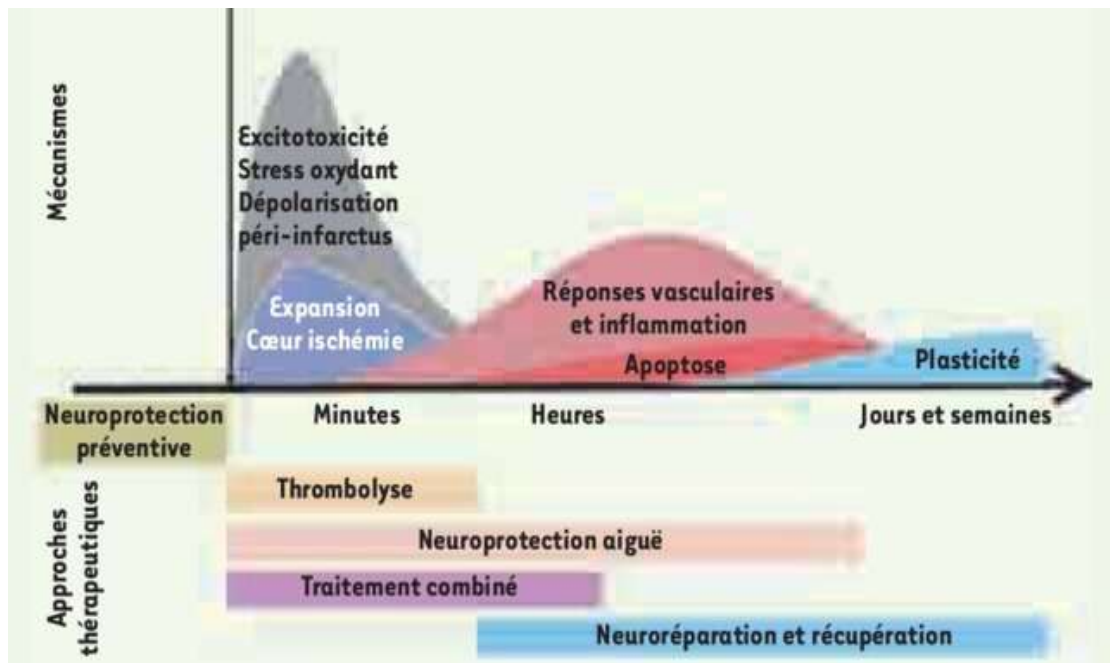 Mécanismes
Excitotoxicité
Stress oxydant
Dépolarisation
péri-infarctus
Expansion
Cœur ischémie
Réponses vasculaires
et inflammation
Apoptose
Plasticité
Neuroprotection
préventive
Minutes
Heures
Jours et semaines
Approches
thérapeutiques
Thrombolyse
Neuroprotection aiguë
Traitement combiné
Neuroréparation et récupération